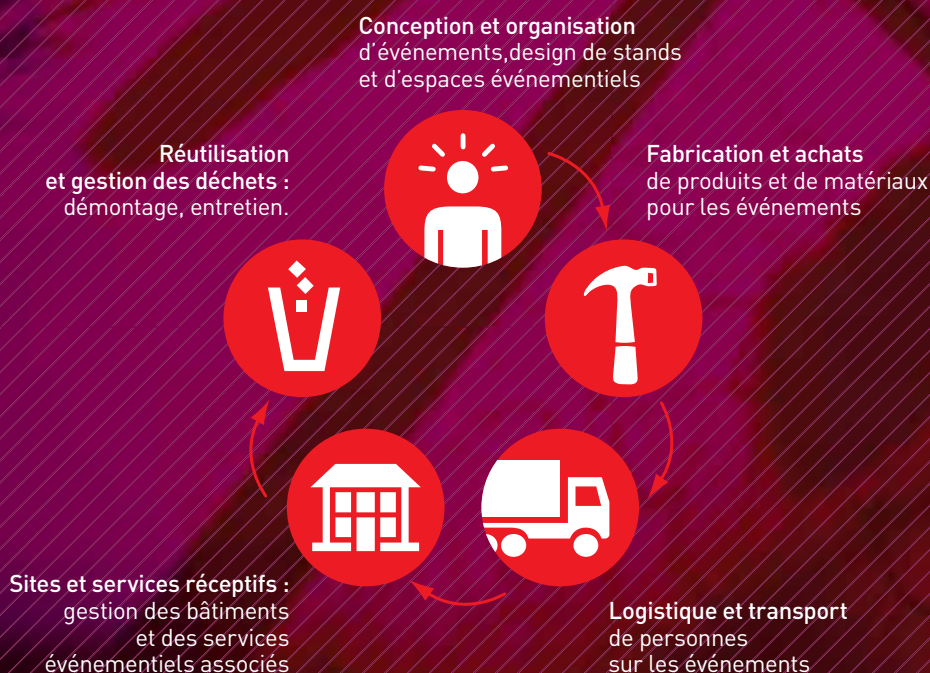 Conception et organisation
d'événements,design de stands
et d'espaces événementiels
Fabrication et achats
de produits et de matériaux
pour les événements
Logistique et transport
de personnes
sur les événements
Sites et services réceptifs :
gestion des bâtiments
et des services
événementiels associés
Réutilisation
et gestion des déchets :
démontage, entretien.